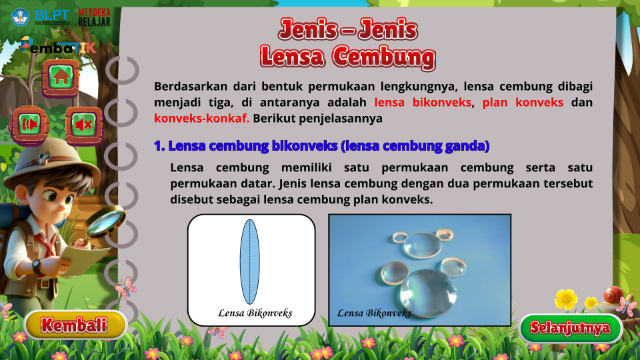 BLPT
MERDEKA
BELAJAR
PembaTIK
Jenis - Jenis
Lensa Cembung
Berdasarkan dari bentuk permukaan lengkungnya, lensa cembung dibagi
menjadi tiga, di antaranya adalah lensa bikonveks, plan konveks dan
konveks-konkaf. Berikut penjelasannya
1. Lensa cembung bikonveks (lensa cembung ganda)
Lensa cembung memiliki satu permukaan cembung serta satu
permukaan datar. Jenis lensa cembung dengan dua permukaan tersebut
disebut sebagai lensa cembung plan konveks.
Lensa Bikonveks
Lensa Bikonveks
Kembali
Selanjutnya